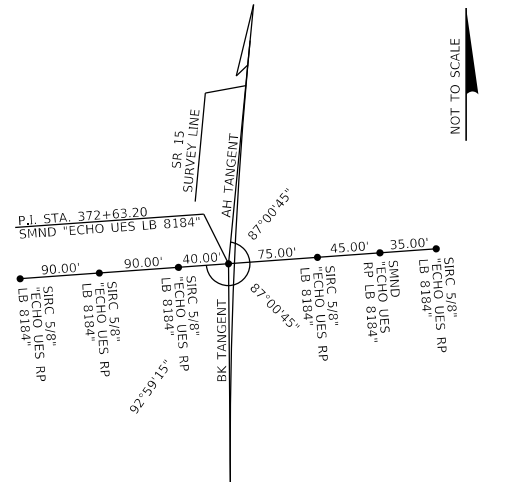 NOT TO SCALE
SR 15
SURVEY LINE
AH TANGENT
87°00'45"
P.I. STA. 372+63.20
SMND "ECHO UES LB 8184"
90.00'
90.00'
40.00'
75.00'
45.00'
35.00'
SIRC 5/8"
"ECHO UES RP
LB 8184"
SIRC 5/8"
"ECHO UES RP
LB 8184"
SIRC 5/8"
"ECHO UES RP
LB 8184"
SIRC 5/8"
"ECHO UES RP
LB 8184"
SMND
"ECHO UES
RP LB 8184"
SIRC 5/8"
"ECHO UES RP
LB 8184"
87°00'45"
BK TANGENT
92°59'15"